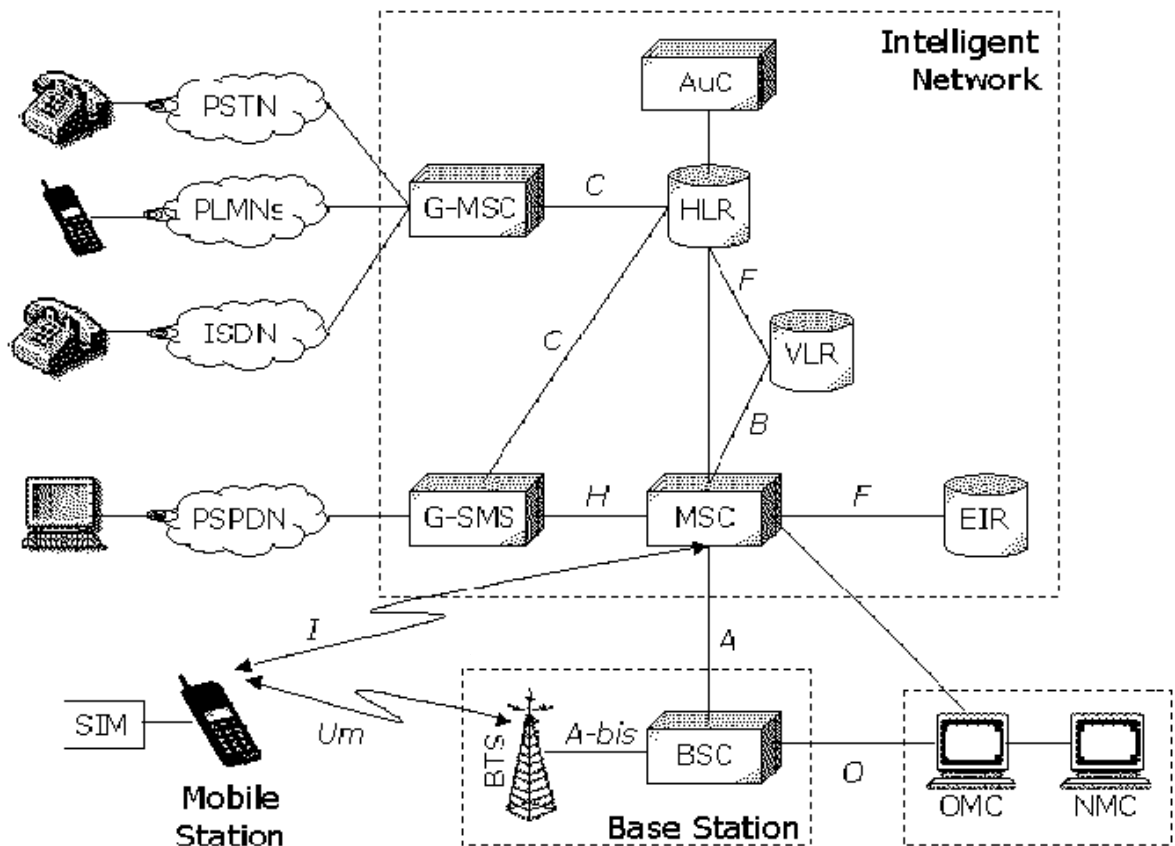 Intelligent
Network
AuC
PSTN
G-MSC
C
HLR
PLMNs
F
ISDN
C
VLR
B
PSPDN
G-SMS
H
MSC
F
EIR
I
A
SIM
Um
BTS
A-bis
BSC
O
OMC
NMC
Mobile
Station
Base Station